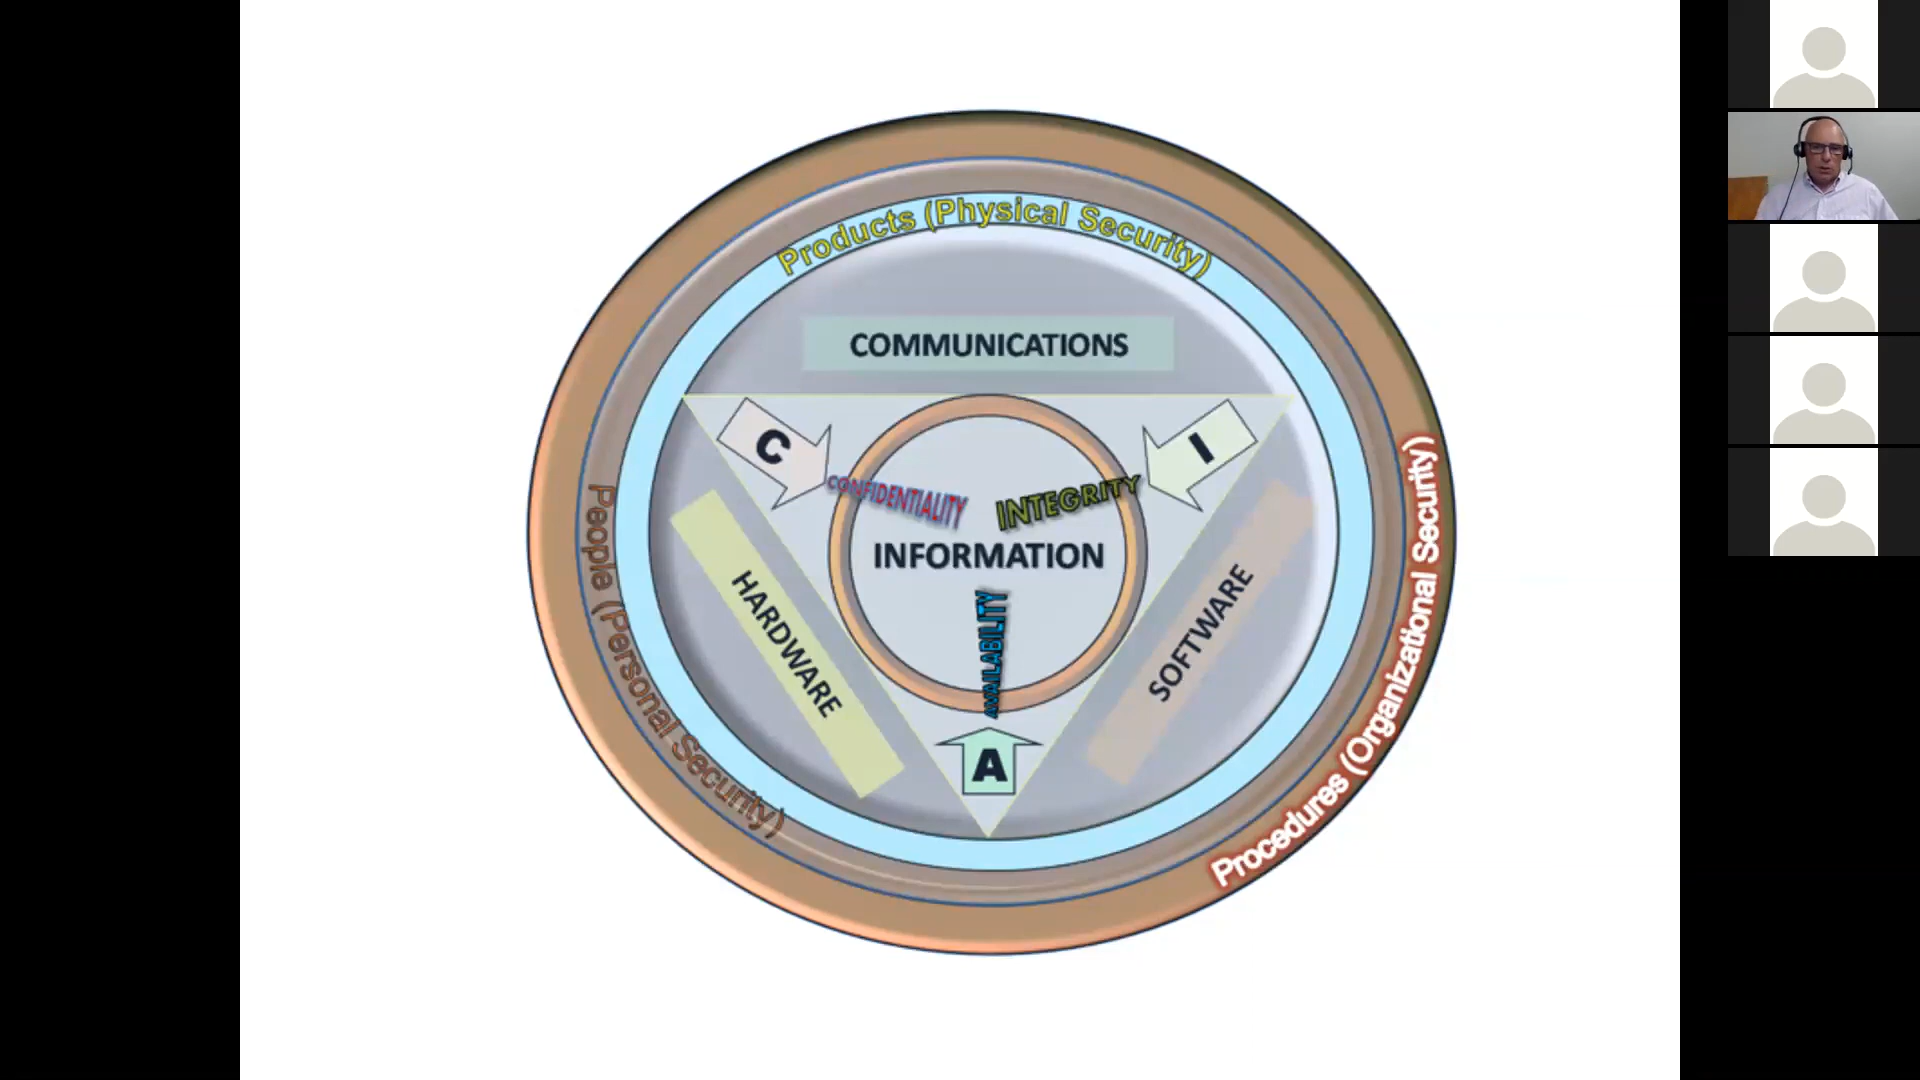 Products (Physical Security)
COMMUNICATIONS
C
I
CONFIDENTIALITY
INTEGRITY
INFORMATION
HARDWARE
SOFTWARE
AVAILABILITY
A
People (Personal Security)
Procedures (Organizational Security)